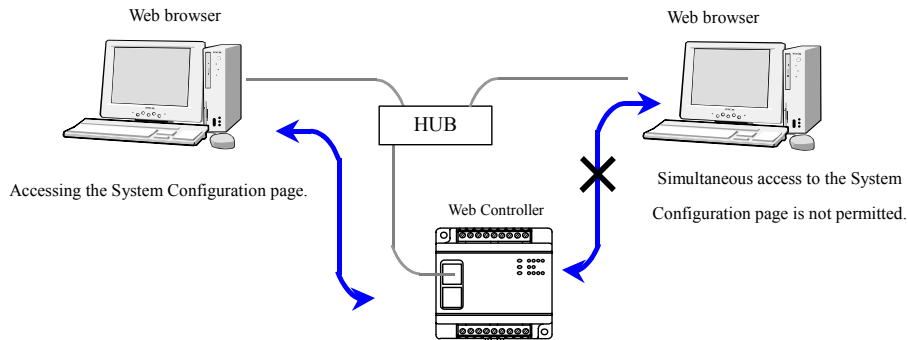 Web browser
Web browser
HUB
Accessing the System Configuration page.
Simultaneous access to the System
Configuration page is not permitted.
Web Controller